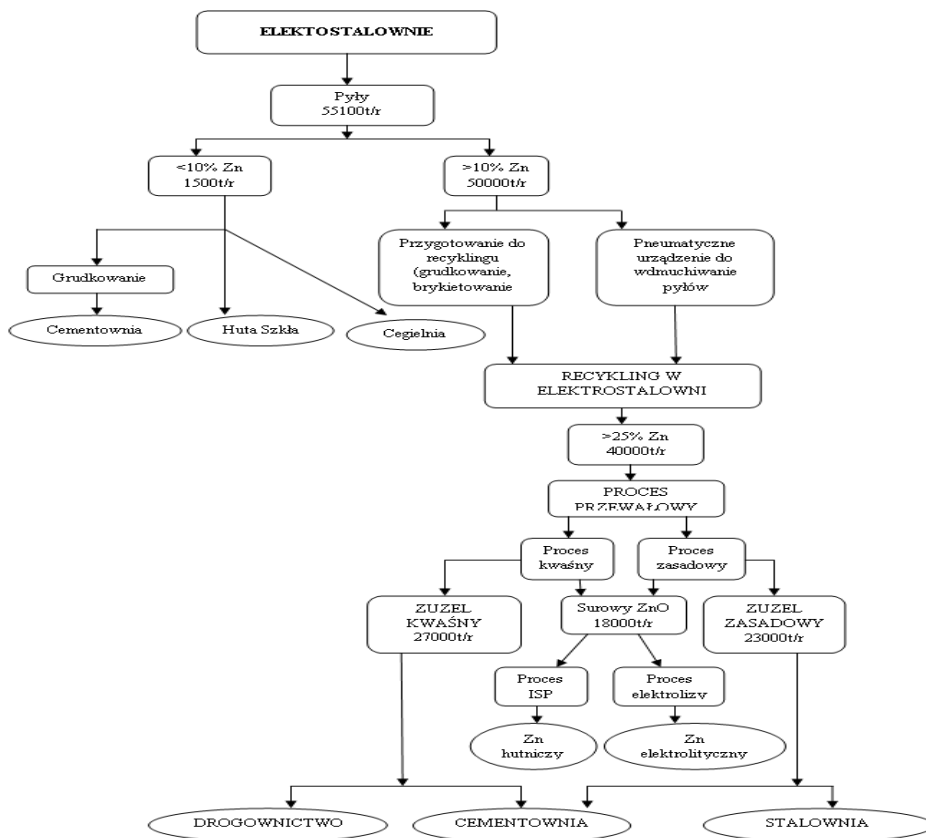 ELEKTOSTALOWNIE
Pyły
55100t/r
<10% Zn
1500t/r
>10% Zn
50000t/r
Przygotowanie do
recyklingu
(grudkowanie,
brykietowanie
Pneumatyczne
urządzenie do
wdmuchiwanie
pyłów
Grudkowanie
Cementownia
Huta Szkła
Cegielnia
RECYKLING W
ELEKTROSTALOWNI
>25% Zn
40000t/r
PROCES
PRZEWAŁOWY
Proces
kwaśny
Proces
zasadowy
ZUZEL
KWAŚNY
27000t/r
Surowy ZnO
18000t/r
ZUZEL
ZASADOWY
23000t/r
Proces
ISP
Proces
elektrolizy
Zn
hutniczy
Zn
elektrolityczny
DROGOWNICTWO
CEMENTOWNIA
STALOWNIA